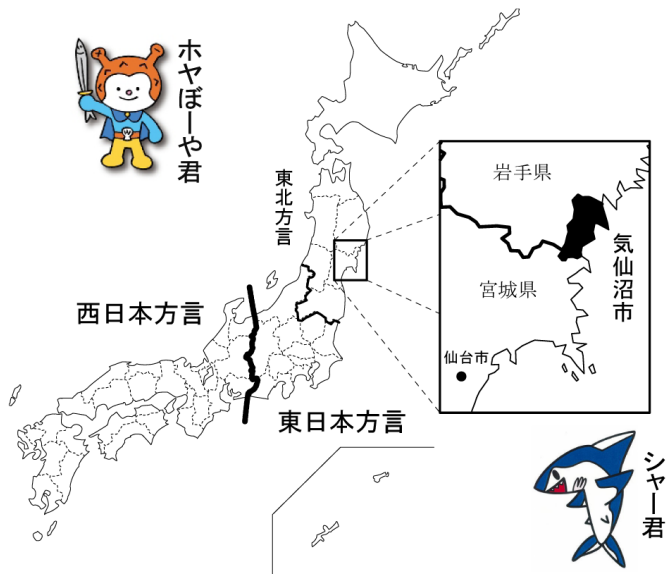 ホヤぼーや君
東北方言
西日本方言
東日本方言
岩手県
宮城県
気仙沼市
仙台市
シャー君